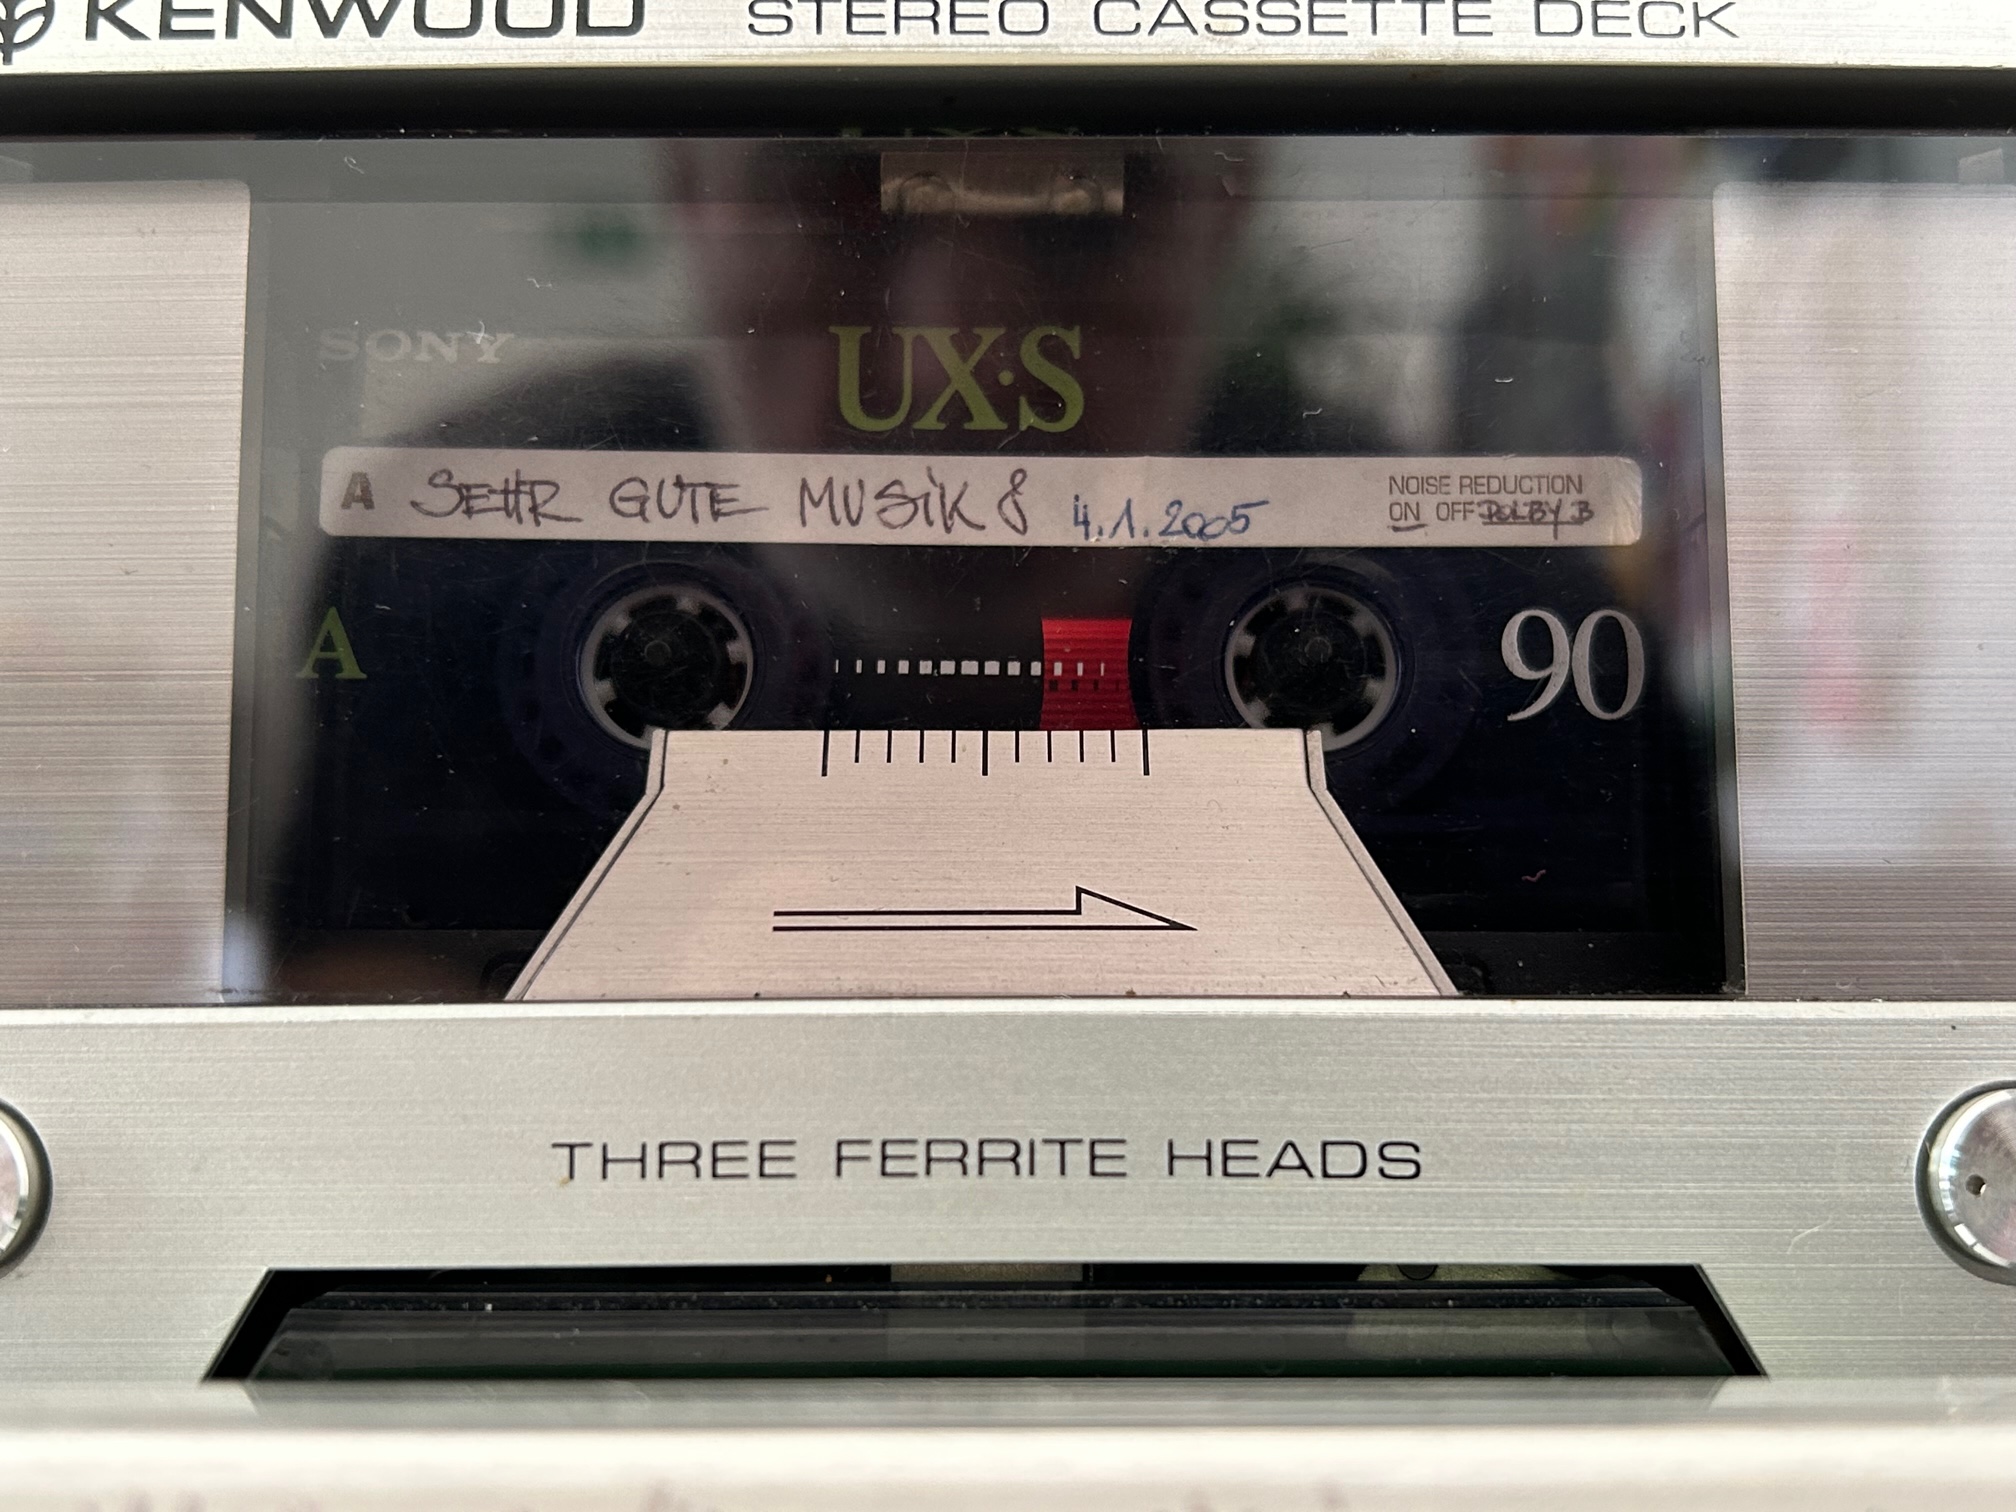 KENWOOD STEREO CASSETTE DECK
SONY
UX·S
A SEHR GUTE MUSIK 8 4.1.2005
NOISE REDUCTION
ON OFF DOLBY B
A
90
THREE FERRITE HEADS